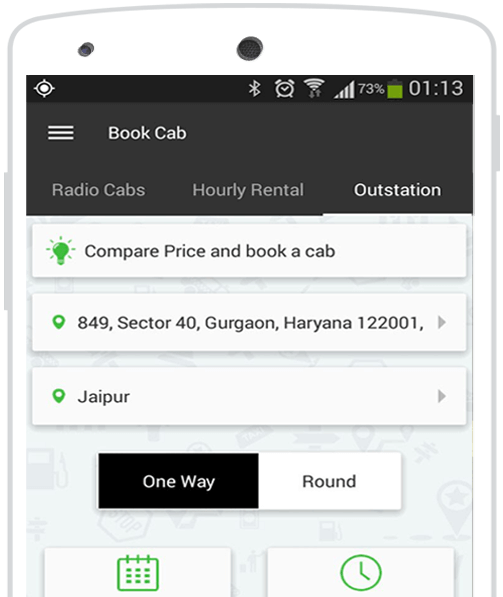 73% 01:13
Book Cab
Radio Cabs Hourly Rental Outstation
Compare Price and book a cab
849, Sector 40, Gurgaon, Haryana 122001,
Jaipur
One Way Round